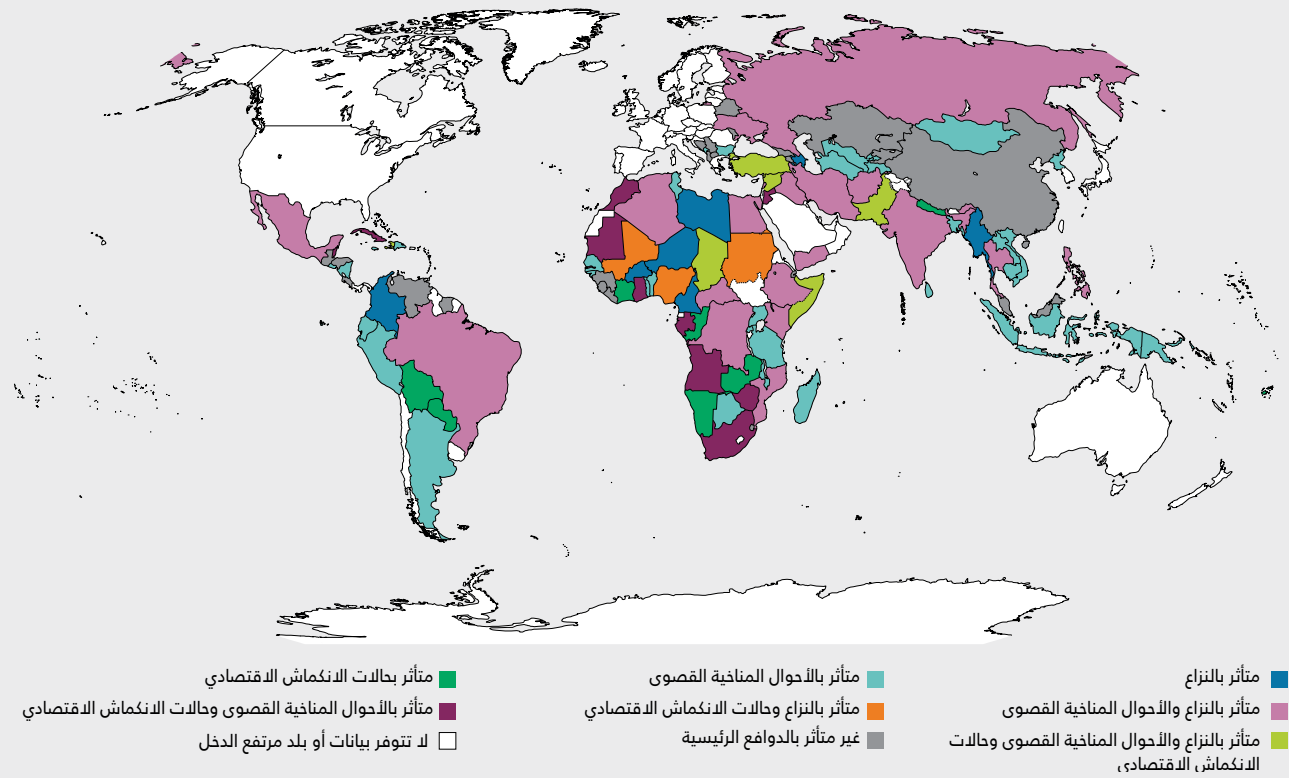 متأثر بالنزاع
متأثر بالنزاع والأحوال المناخية القصوى
متأثر بالنزاع والأحوال المناخية القصوى وحالات
الانكماش الاقتصادي
متأثر بالأحوال المناخية القصوى
متأثر بالنزاع وحالات الانكماش الاقتصادي
غير متأثر بالدوافع الرئيسية
متأثر بحالات الانكماش الاقتصادي
متأثر بالأحوال المناخية القصوى وحالات الانكماش الاقتصادي
لا تتوفر بيانات أو بلد مرتفع الدخل